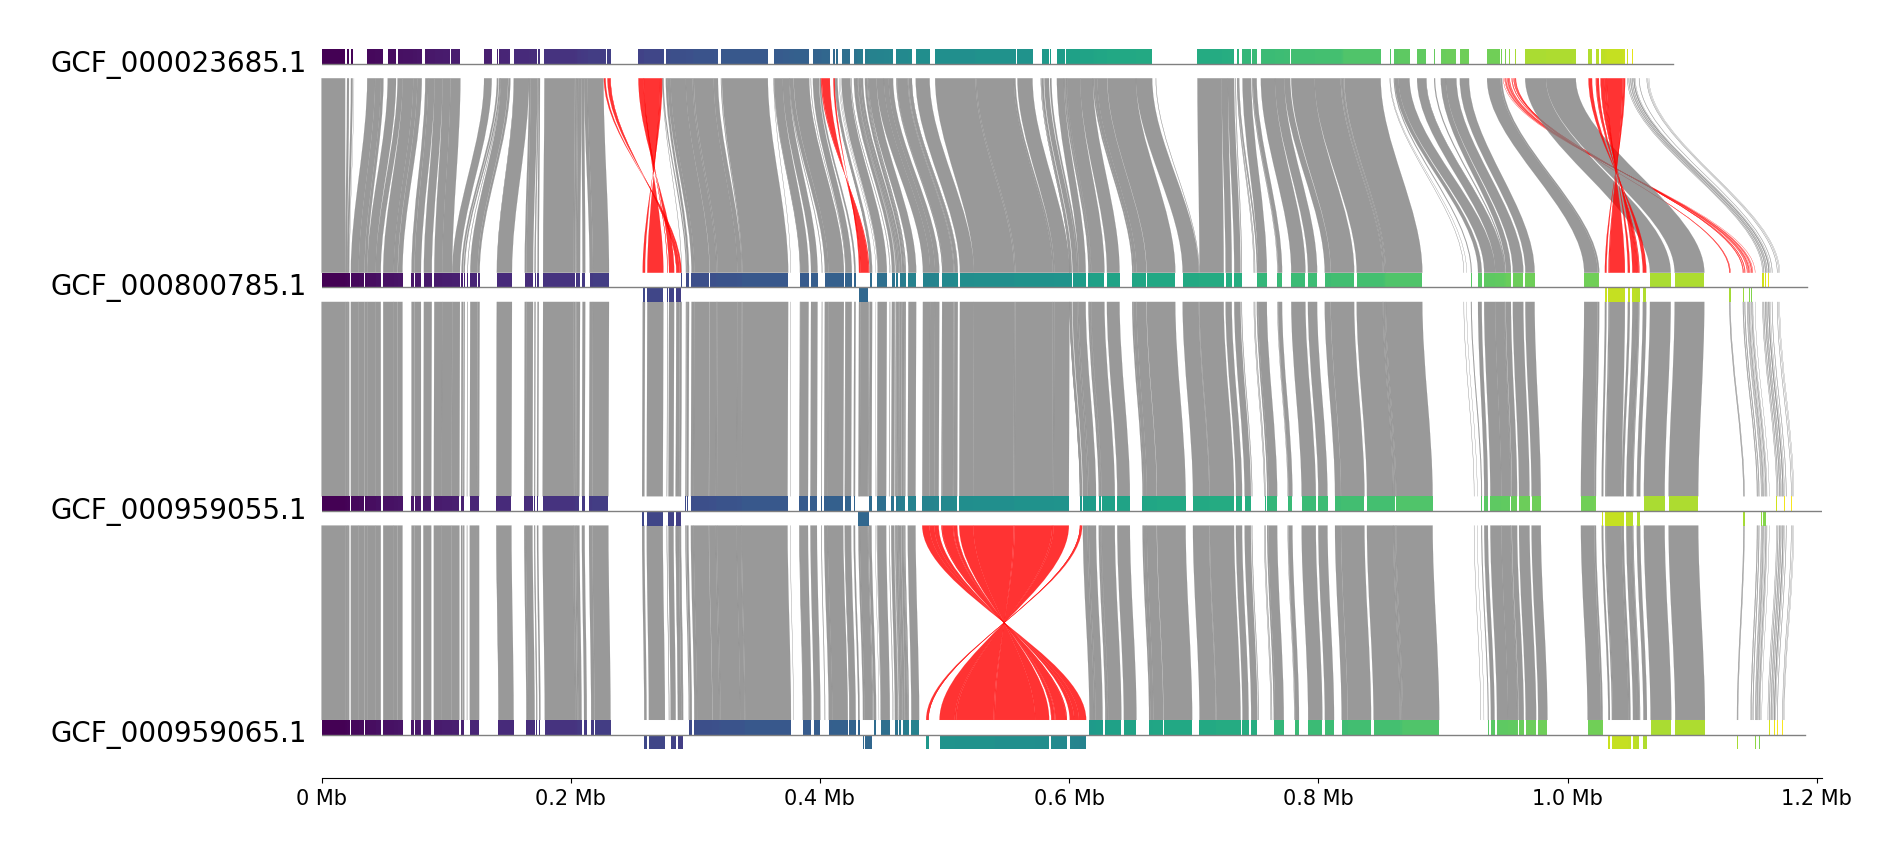 GCF_000023685.1
GCF_000800785.1
GCF_000959055.1
GCF_000959065.1
0 Mb 0.2 Mb 0.4 Mb 0.6 Mb 0.8 Mb 1.0 Mb 1.2 Mb